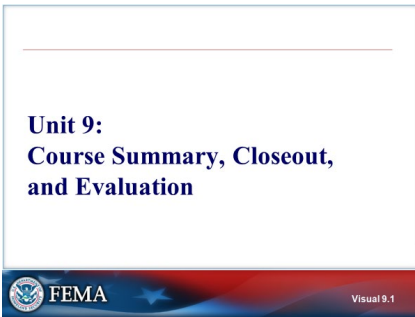 Unit 9:
Course Summary, Closeout,
and Evaluation
FEMA
Visual 9.1